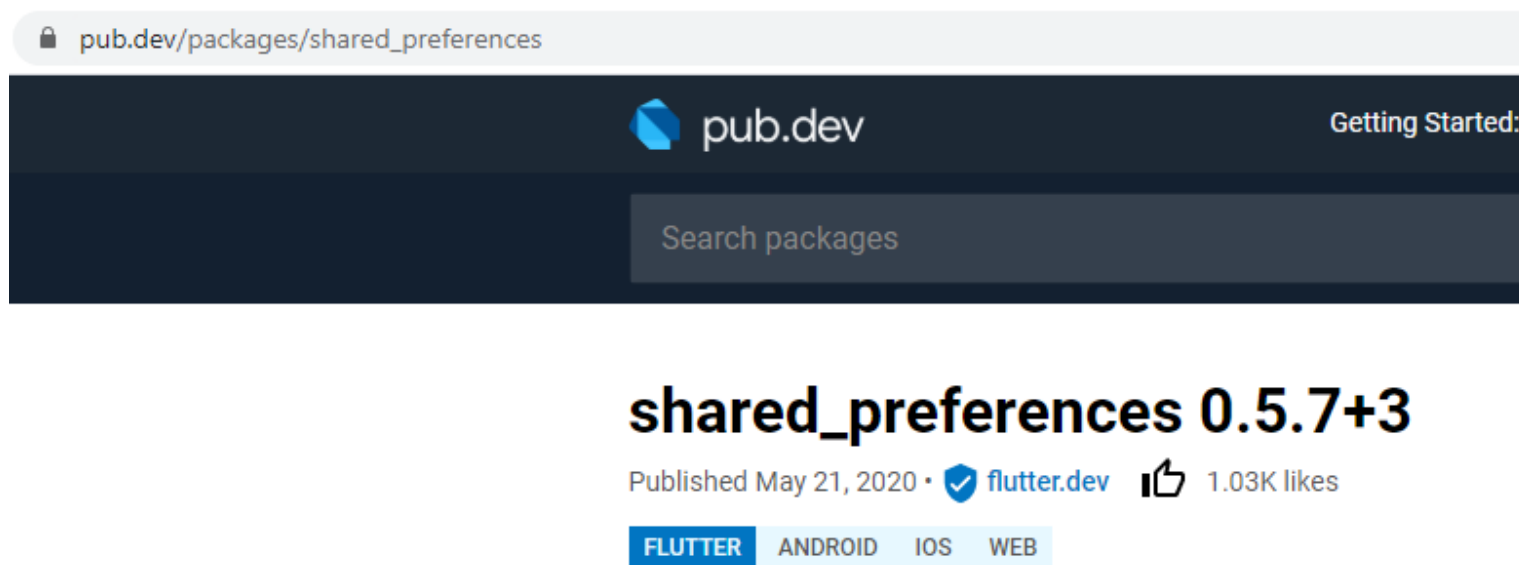 pub.dev/packages/shared_preferences
pub.dev
Getting Started:
Search packages
shared_preferences 0.5.7+3
Published May 21, 2020 • flutter.dev 1.03K likes
FLUTTER ANDROID IOS WEB